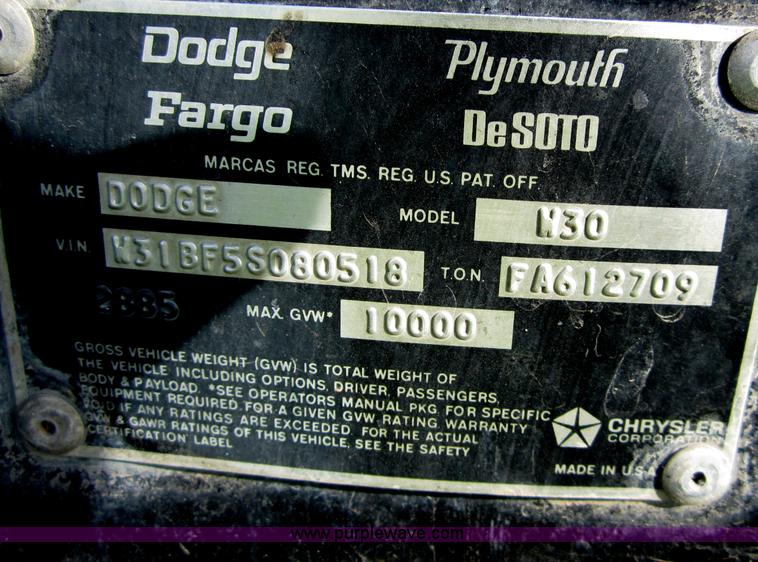 Dodge Plymouth
Fargo DeSOTO
MARCAS REG. TMS. REG. U.S. PAT. OFF.
MAKE DODGE MODEL W30
V.I.N. W31BF5S080518 T.O.N. FA612709
2885 MAX. GVW* 10000
GROSS VEHICLE WEIGHT (GVW) IS TOTAL WEIGHT OF
THE VEHICLE INCLUDING OPTIONS, DRIVER, PASSENGERS,
BODY & PAYLOAD. *SEE OPERATORS MANUAL PKG. FOR SPECIFIC
EQUIPMENT REQUIRED FOR A GIVEN GVW RATING. WARRANTY
VOID IF ANY RATINGS ARE EXCEEDED. FOR THE ACTUAL
GVW & GAWR RATINGS OF THIS VEHICLE, SEE THE SAFETY
CERTIFICATION LABEL
CHRYSLER
CORPORATION
MADE IN U.S.A.
www.purplewave.com